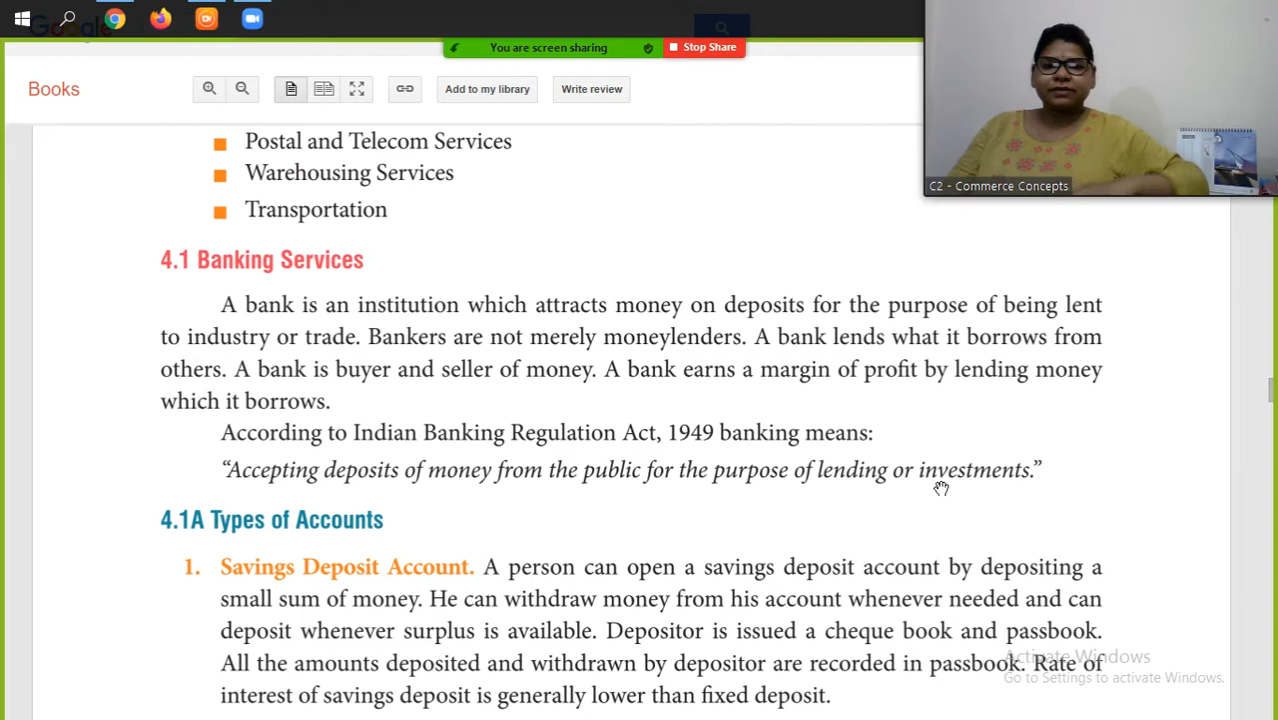 Google
You are screen sharing
Stop Share
Books
Add to my library
Write review
C2 - Commerce Concepts
■ Postal and Telecom Services
■ Warehousing Services
■ Transportation
4.1 Banking Services
A bank is an institution which attracts money on deposits for the purpose of being lent
to industry or trade. Bankers are not merely moneylenders. A bank lends what it borrows from
others. A bank is buyer and seller of money. A bank earns a margin of profit by lending money
which it borrows.
According to Indian Banking Regulation Act, 1949 banking means:
“Accepting deposits of money from the public for the purpose of lending or investments.”
4.1A Types of Accounts
1. Savings Deposit Account. A person can open a savings deposit account by depositing a
small sum of money. He can withdraw money from his account whenever needed and can
deposit whenever surplus is available. Depositor is issued a cheque book and passbook.
All the amounts deposited and withdrawn by depositor are recorded in passbook. Rate of
interest of savings deposit is generally lower than fixed deposit.
Activate Windows
Go to Settings to activate Windows.